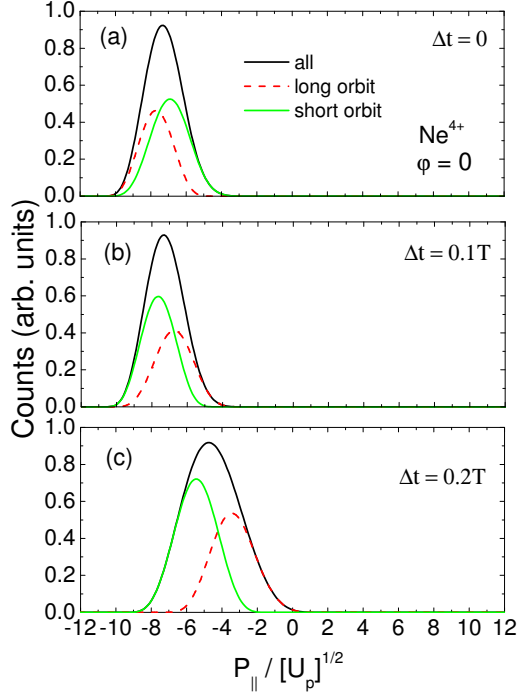 (a)
Δt = 0
all
long orbit
short orbit
Ne4+
φ = 0
1.0
0.8
0.6
0.4
0.2
0.0
(b)
Δt = 0.1T
1.0
0.8
0.6
0.4
0.2
0.0
(c)
Δt = 0.2T
1.0
0.8
0.6
0.4
0.2
0.0
Counts (arb. units)
-12 -10 -8 -6 -4 -2 0 2 4 6 8 10 12
P|| / [Up]1/2